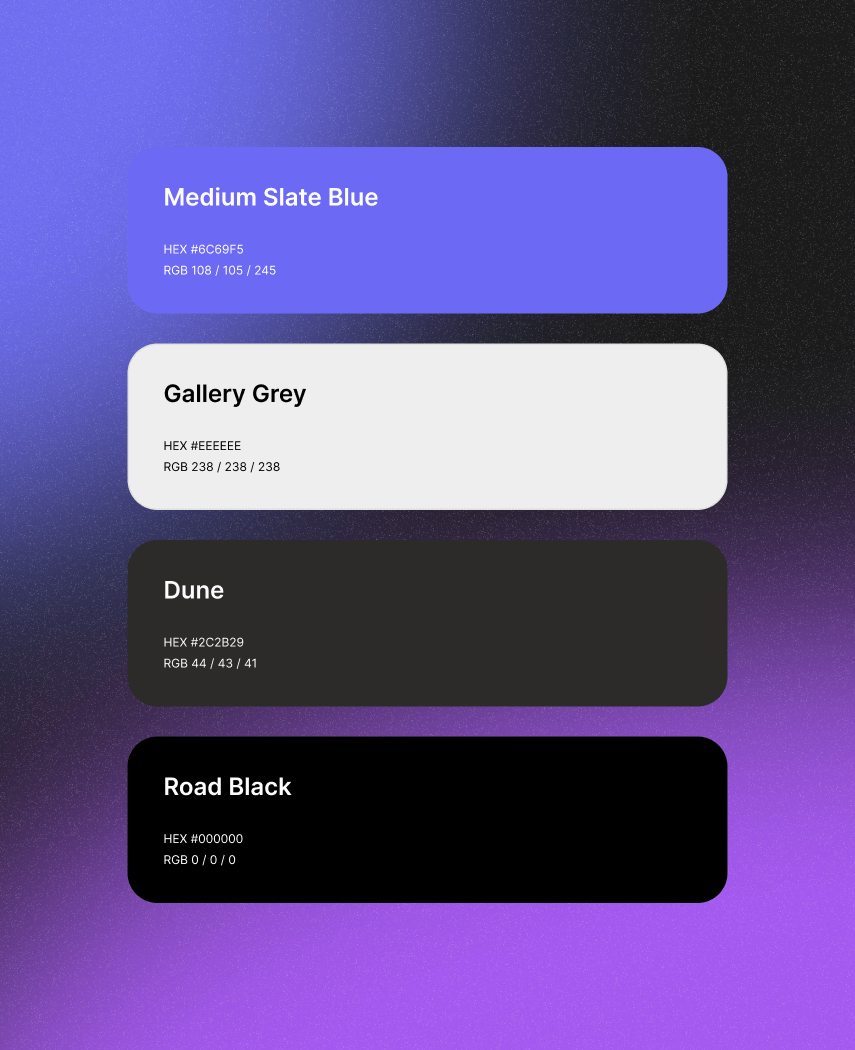 Medium Slate Blue
HEX #6C69F5
RGB 108 / 105 / 245
Gallery Grey
HEX #EEEEEE
RGB 238 / 238 / 238
Dune
HEX #2C2B29
RGB 44 / 43 / 41
Road Black
HEX #000000
RGB 0 / 0 / 0